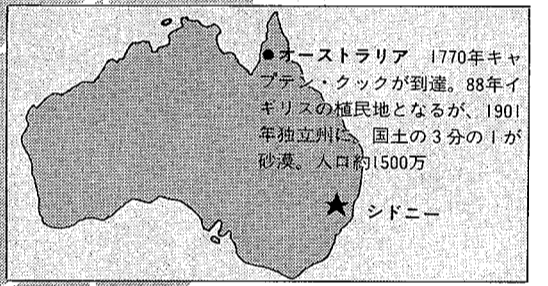 ●オーストラリア 1770年キャ
プテン・クックが到達。88年イ
ギリスの植民地となるが、1901
年独立州に。国土の3分の1が
砂漠。人口約1500万
★ シドニー